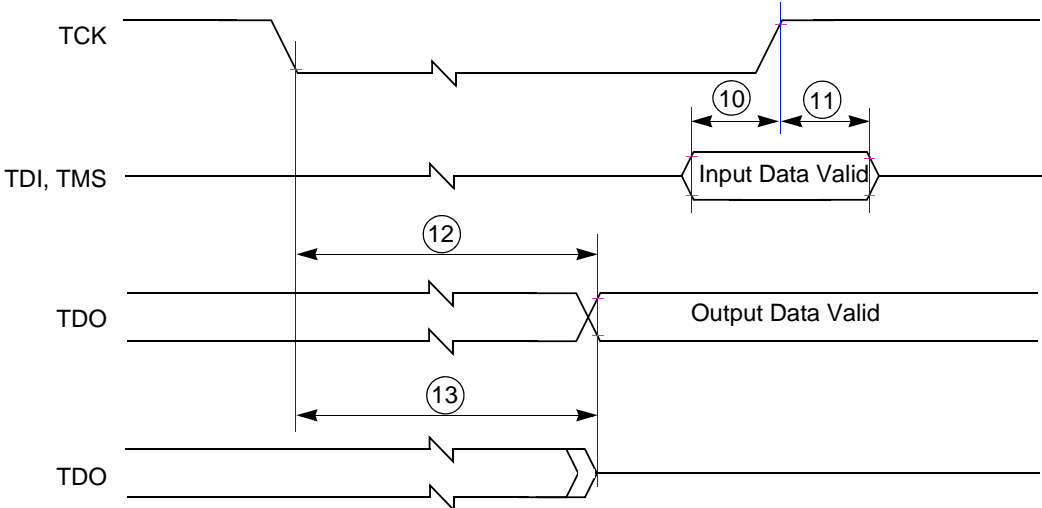 TCK
10
11
TDI, TMS
Input Data Valid
12
TDO
Output Data Valid
13
TDO